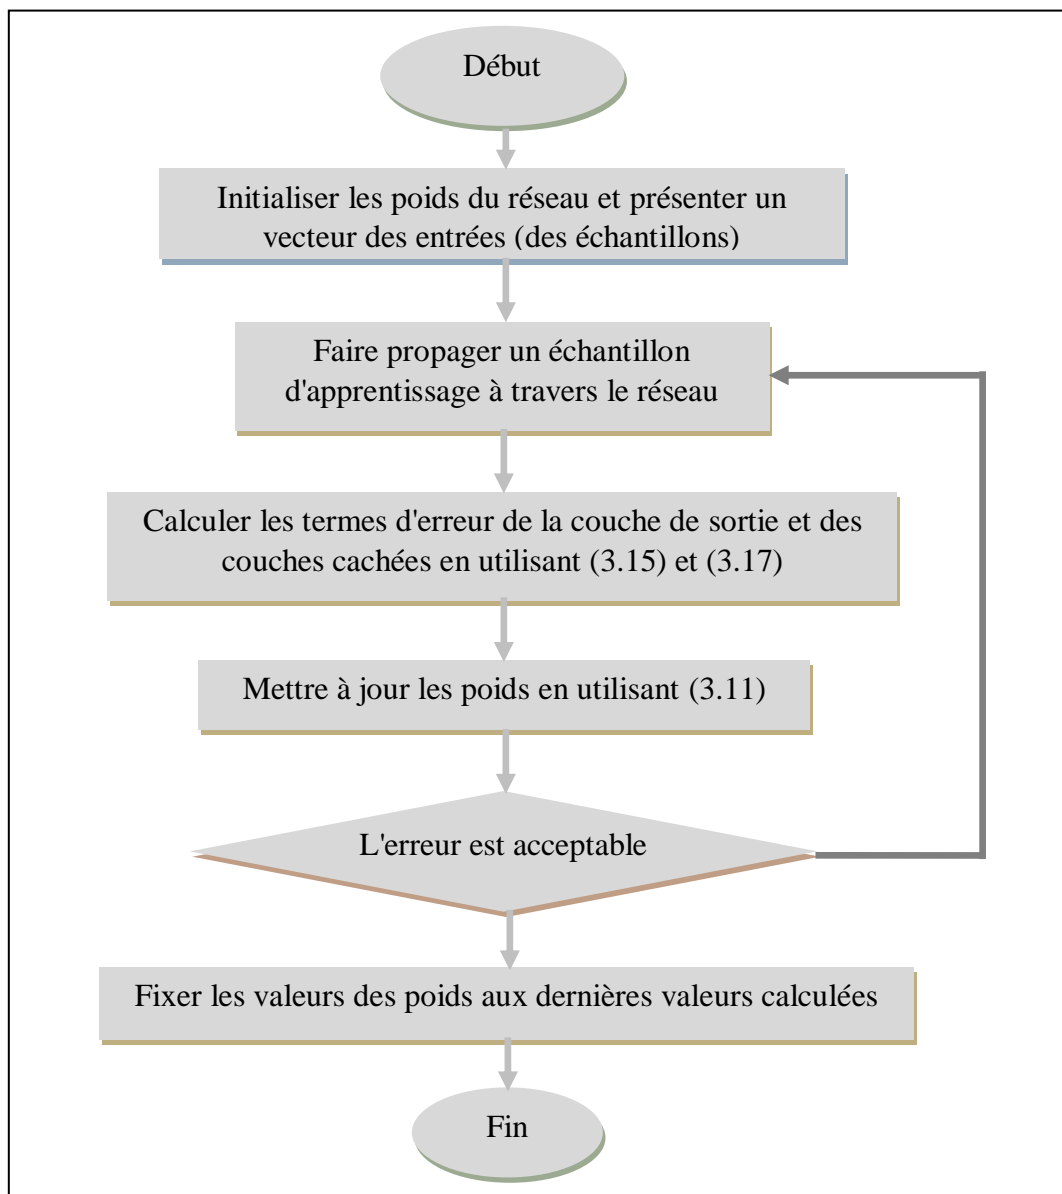 Début
Initialiser les poids du réseau et présenter un
vecteur des entrées (des échantillons)
Faire propager un échantillon
d'apprentissage à travers le réseau
Calculer les termes d'erreur de la couche de sortie et des
couches cachées en utilisant (3.15) et (3.17)
Mettre à jour les poids en utilisant (3.11)
L'erreur est acceptable
Fixer les valeurs des poids aux dernières valeurs calculées
Fin